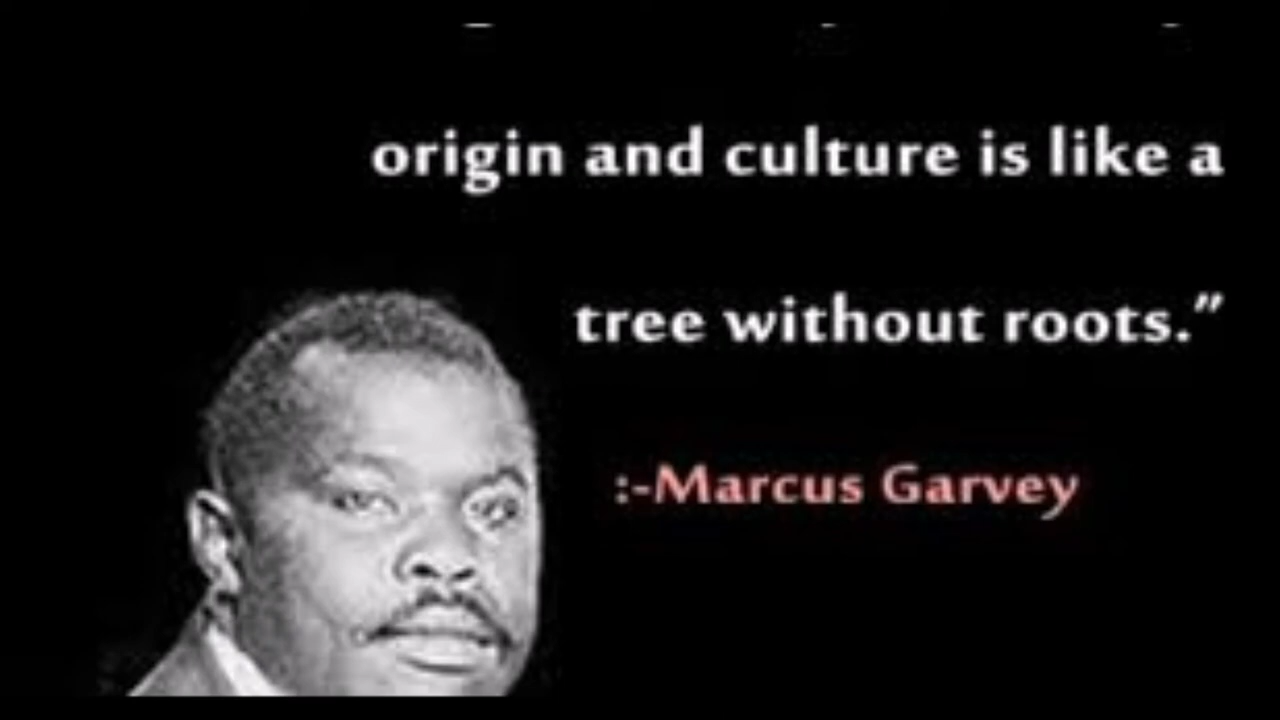 origin and culture is like a
tree without roots.”
:-Marcus Garvey